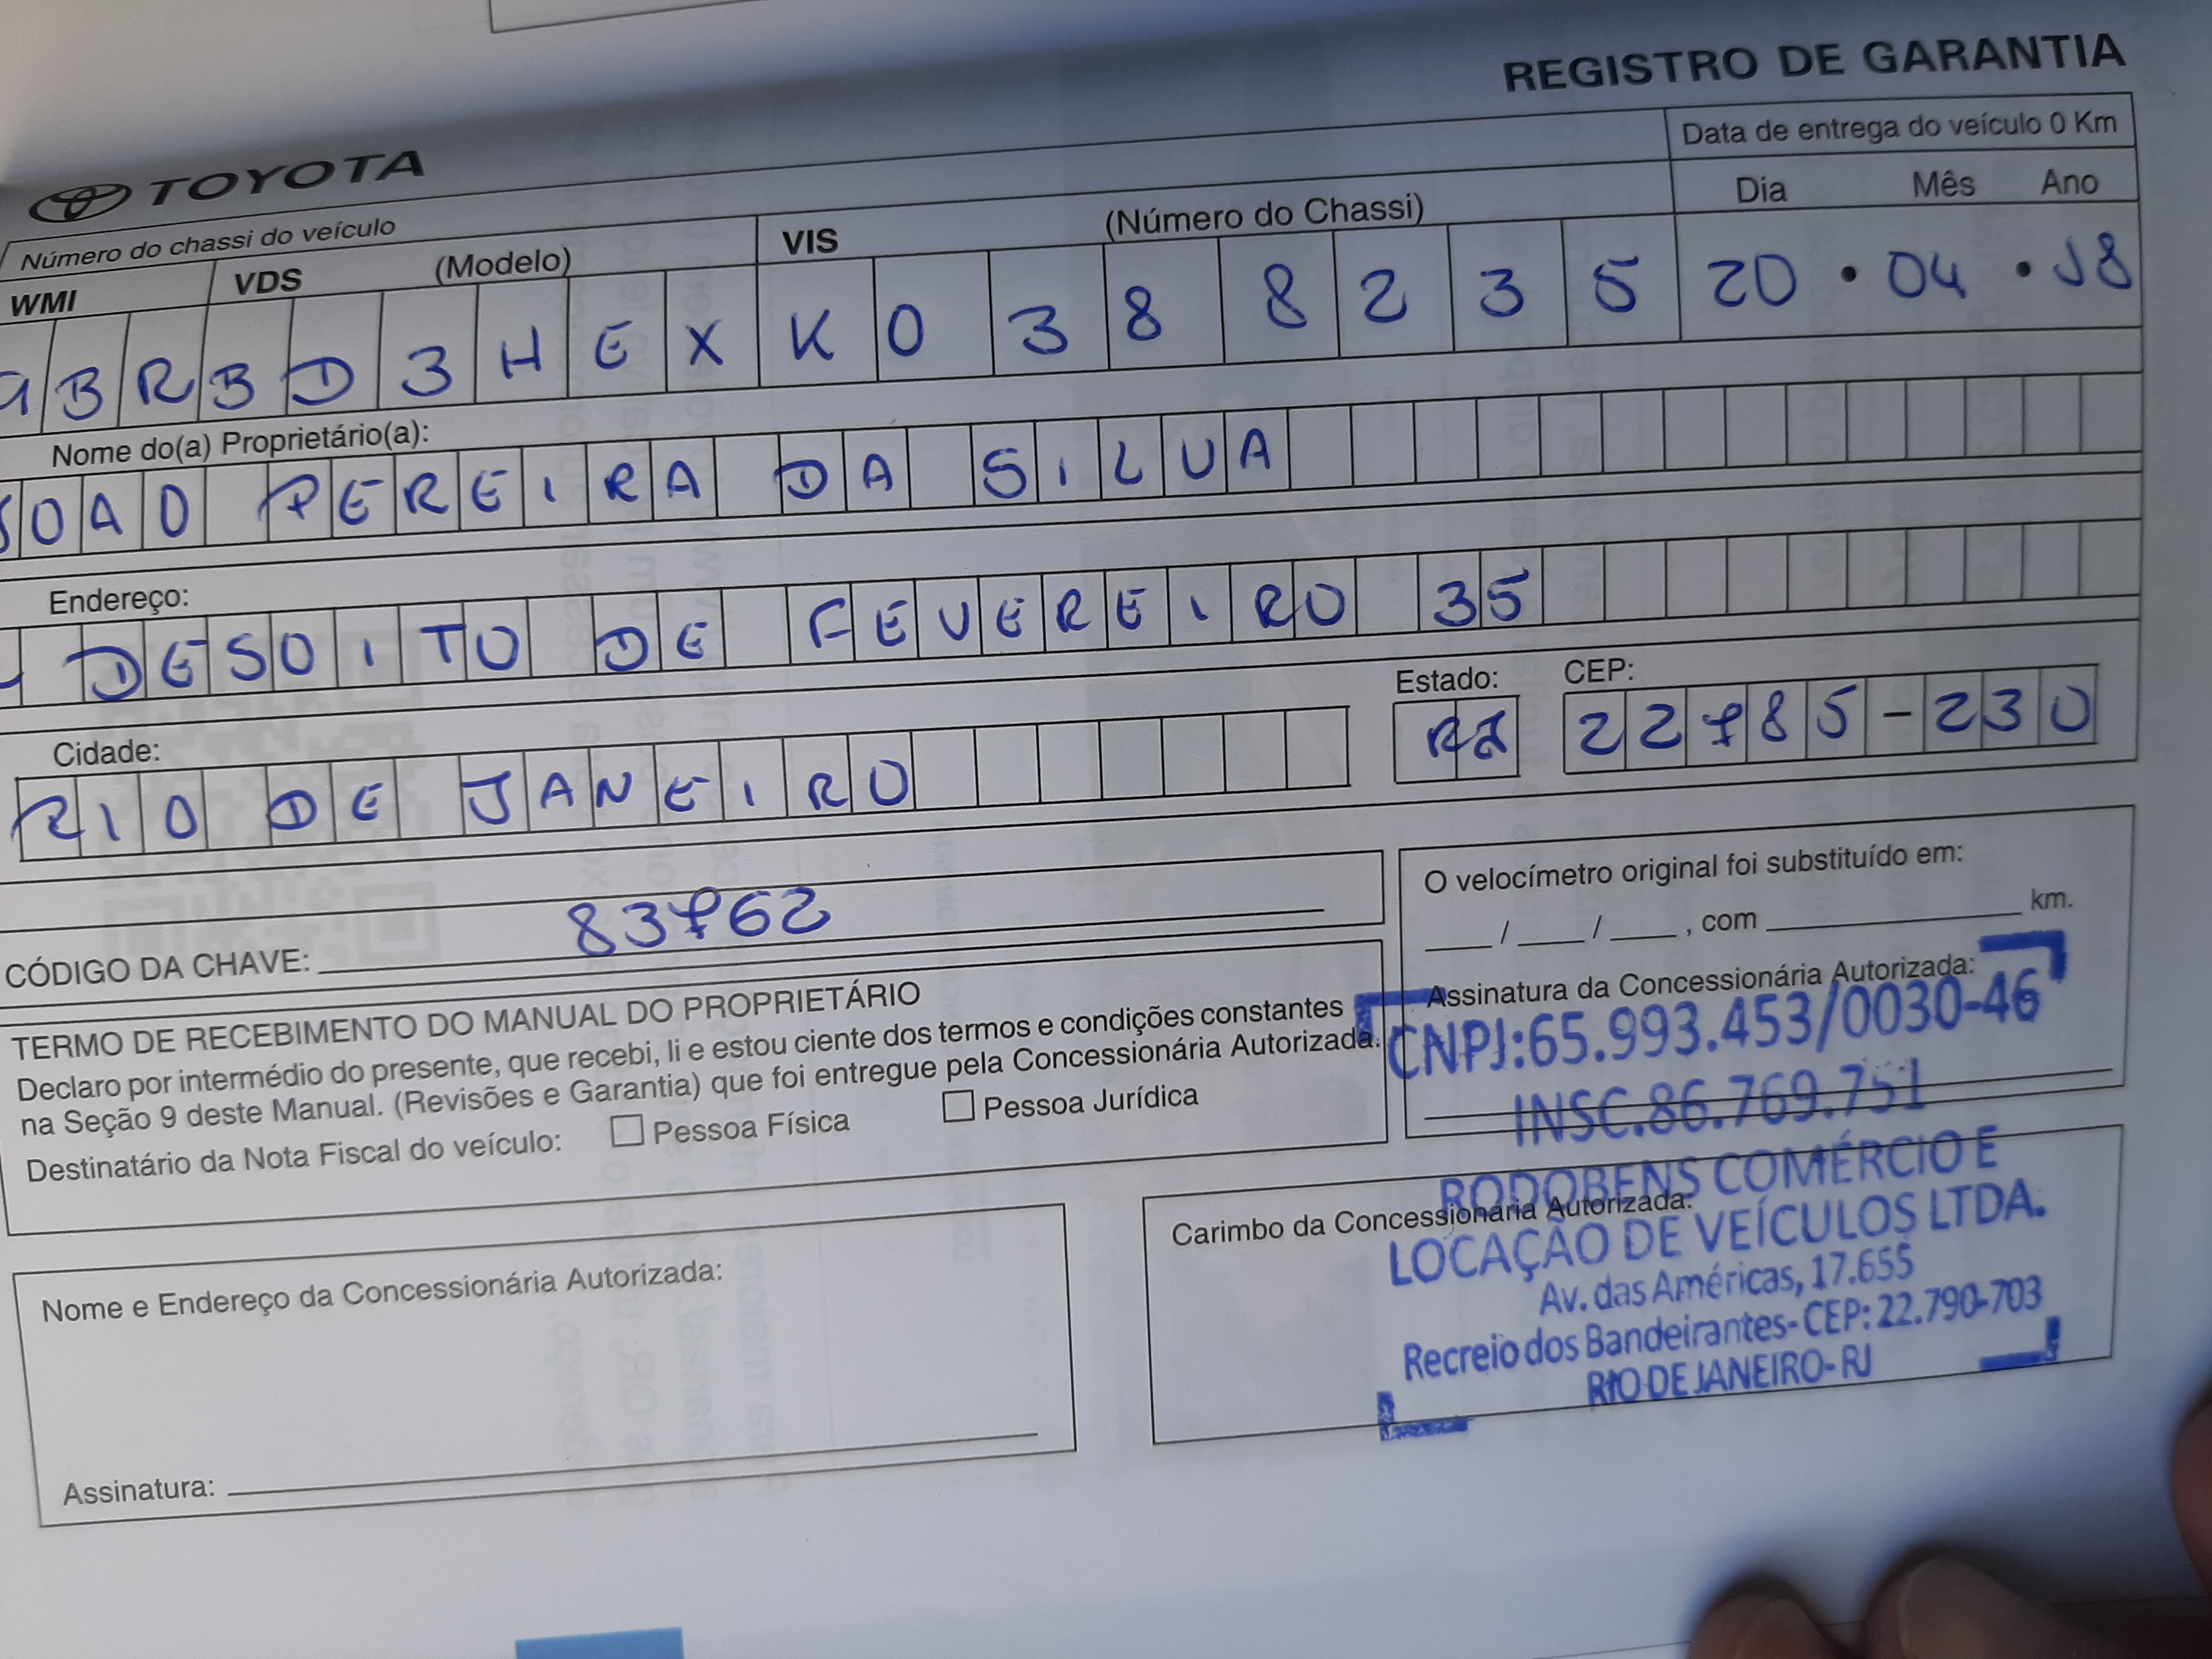 REGISTRO DE GARANTIA
TOYOTA
Data de entrega do veículo 0 Km
Número do chassi do veículo
Dia Mês Ano
WMI VDS (Modelo) VIS (Número do Chassi)
9BRBD3HEXK0388235 20 • 04 • 18
Nome do(a) Proprietário(a):
JOAO PEREIRA DA SILVA
Endereço:
DESOITO DE FEVEREIRO 35
Cidade: Estado: CEP:
RIO DE JANEIRO RJ 22785-230
CÓDIGO DA CHAVE: 83762
O velocímetro original foi substituído em:
____ / ____ / ____ , com ____________ km.
Assinatura da Concessionária Autorizada:
TERMO DE RECEBIMENTO DO MANUAL DO PROPRIETÁRIO
Declaro por intermédio do presente, que recebi, li e estou ciente dos termos e condições constantes
na Seção 9 deste Manual. (Revisões e Garantia) que foi entregue pela Concessionária Autorizada.
Destinatário da Nota Fiscal do veículo: Pessoa Física Pessoa Jurídica
Nome e Endereço da Concessionária Autorizada:
Assinatura:
Carimbo da Concessionária Autorizada:
CNPJ:65.993.453/0030-46
INSC.86.769.751
RODOBENS COMÉRCIO E
LOCAÇÃO DE VEÍCULOS LTDA.
Av. das Américas, 17.655
Recreio dos Bandeirantes- CEP: 22.790-703
RIO DE JANEIRO- RJ